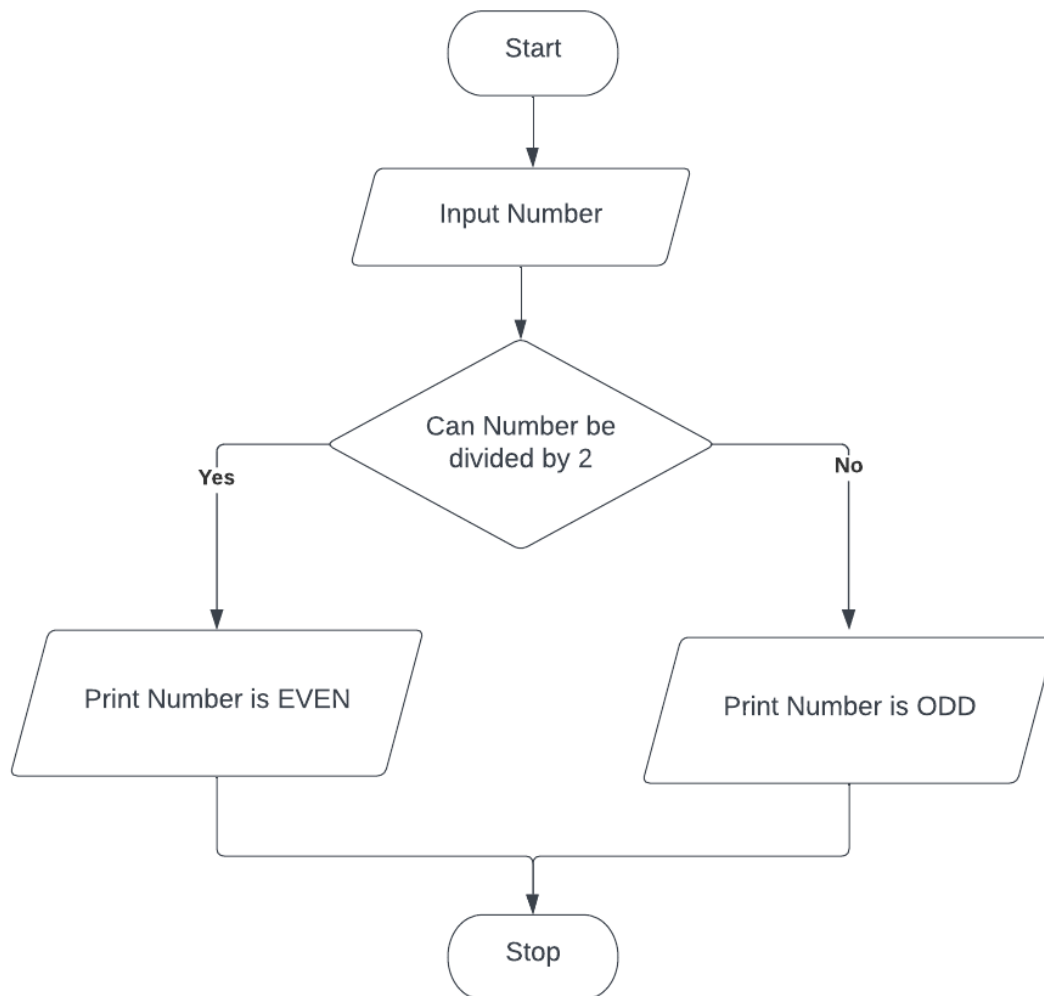 Start
Input Number
Can Number be
divided by 2
Yes
No
Print Number is EVEN
Print Number is ODD
Stop